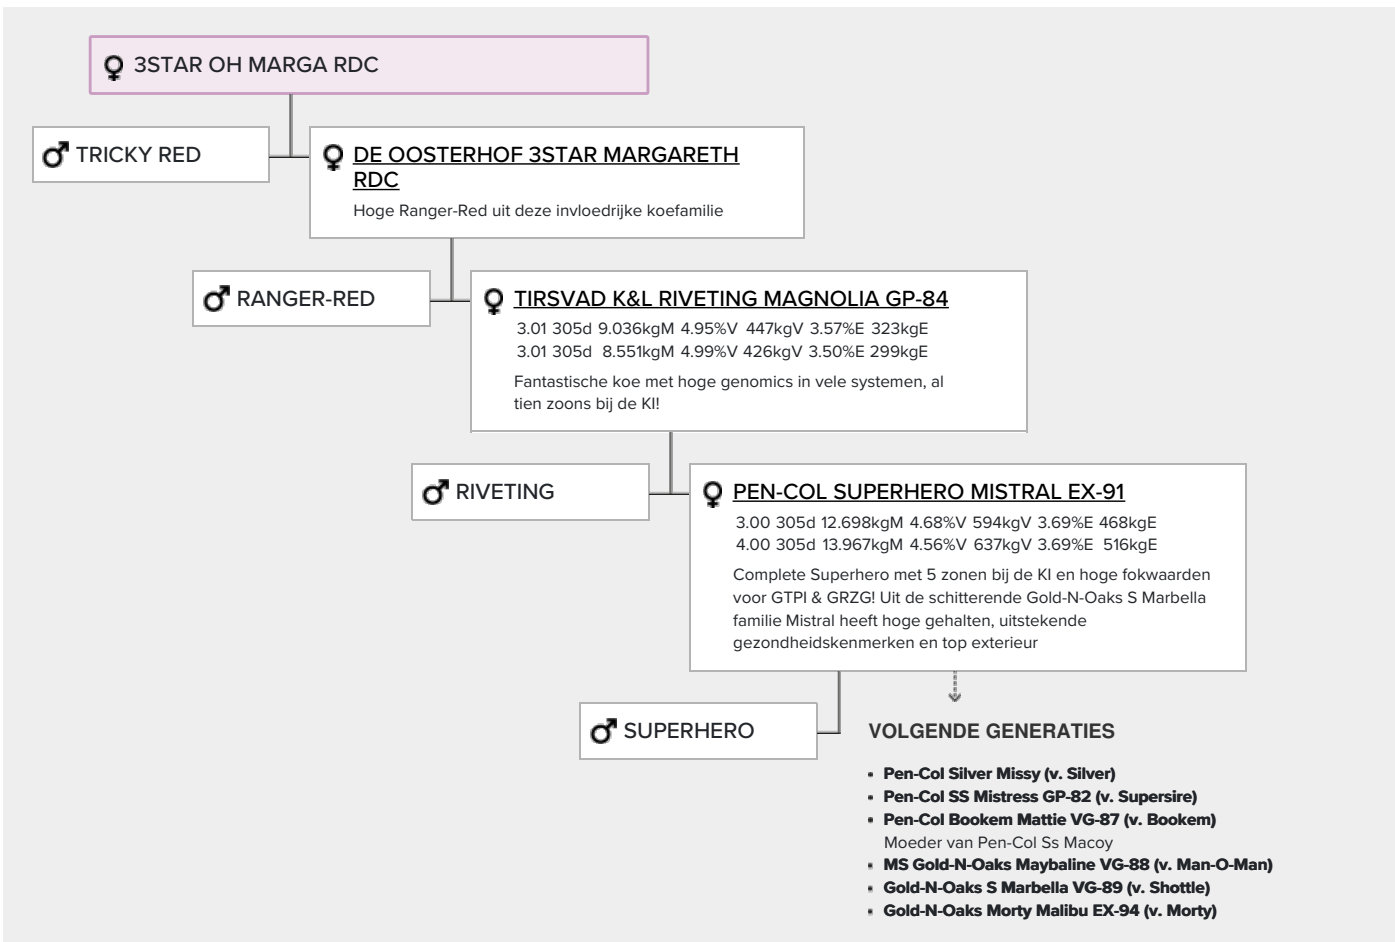 3STAR OH MARGA RDC
TRICKY RED
DE OOSTERHOF 3STAR MARGARETH
RDC
Hoge Ranger-Red uit deze invloedrijke koefamilie
RANGER-RED
TIRSVAD K&L RIVETING MAGNOLIA GP-84
3.01 305d 9.036kgM 4.95%V 447kgV 3.57%E 323kgE
3.01 305d 8.551kgM 4.99%V 426kgV 3.50%E 299kgE
Fantastische koe met hoge genomics in vele systemen, al
tien zoons bij de KI!
RIVETING
PEN-COL SUPERHERO MISTRAL EX-91
3.00 305d 12.698kgM 4.68%V 594kgV 3.69%E 468kgE
4.00 305d 13.967kgM 4.56%V 637kgV 3.69%E 516kgE
Complete Superhero met 5 zonen bij de KI en hoge fokwaarden
voor GTPI & GRZG! Uit de schitterende Gold-N-Oaks S Marbella
familie Mistral heeft hoge gehalten, uitstekende
gezondheidskenmerken en top exterieur
SUPERHERO
VOLGENDE GENERATIES
Pen-Col Silver Missy (v. Silver)
Pen-Col SS Mistress GP-82 (v. Supersire)
Pen-Col Bookem Mattie VG-87 (v. Bookem)
Moeder van Pen-Col Ss Macoy
MS Gold-N-Oaks Maybaline VG-88 (v. Man-O-Man)
Gold-N-Oaks S Marbella VG-89 (v. Shottle)
Gold-N-Oaks Morty Malibu EX-94 (v. Morty)